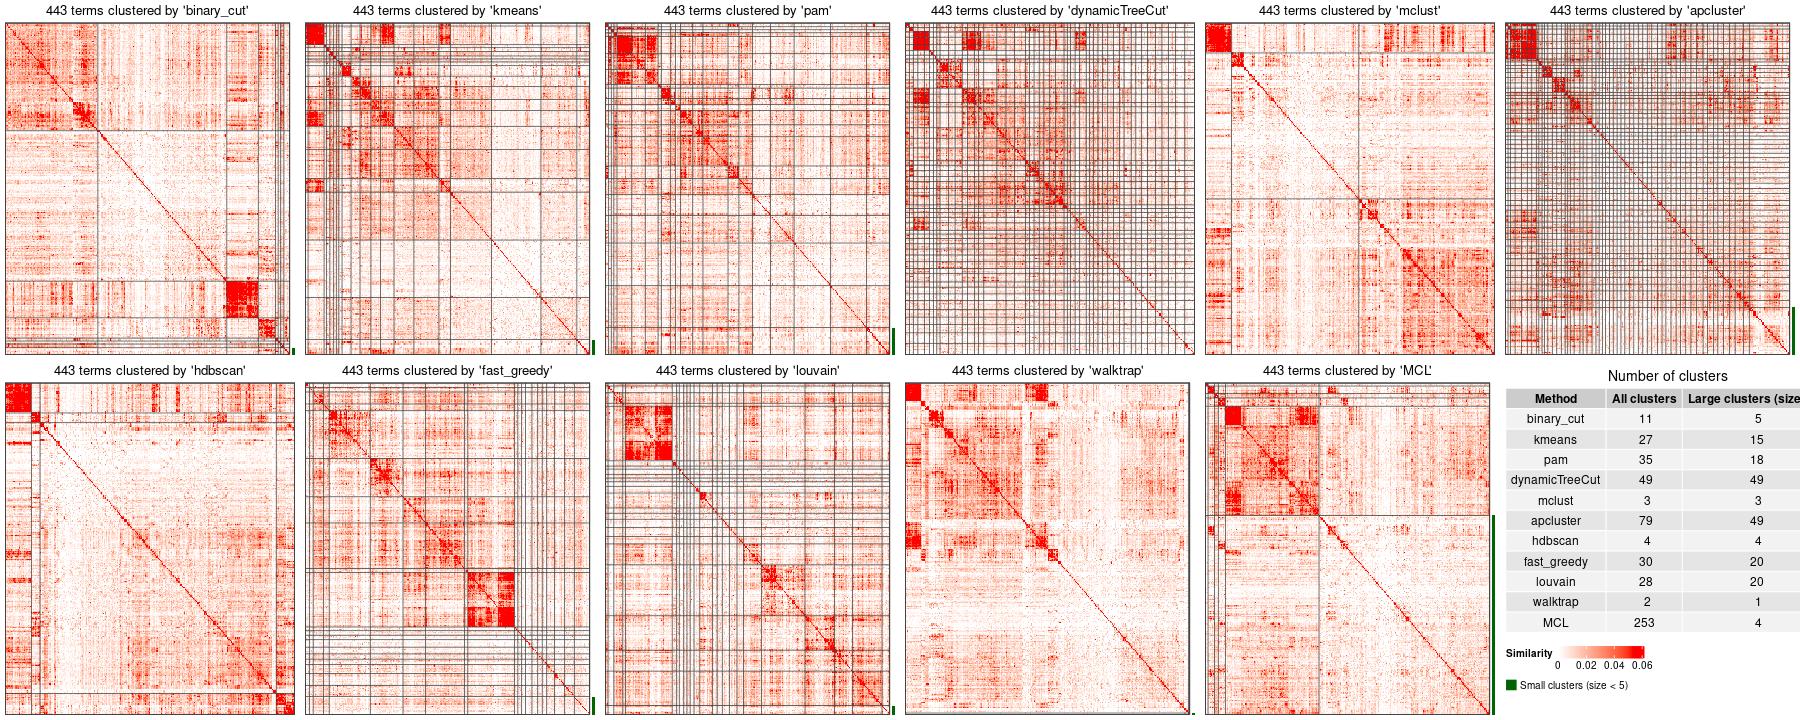 443 terms clustered by 'binary_cut'
443 terms clustered by 'kmeans'
443 terms clustered by 'pam'
443 terms clustered by 'dynamicTreeCut'
443 terms clustered by 'mclust'
443 terms clustered by 'apcluster'
443 terms clustered by 'hdbscan'
443 terms clustered by 'fast_greedy'
443 terms clustered by 'louvain'
443 terms clustered by 'walktrap'
443 terms clustered by 'MCL'
Number of clusters
Method All clusters Large clusters (size
binary_cut 11 5
kmeans 27 15
pam 35 18
dynamicTreeCut 49 49
mclust 3 3
apcluster 79 49
hdbscan 4 4
fast_greedy 30 20
louvain 28 20
walktrap 2 1
MCL 253 4
Similarity
0 0.02 0.04 0.06
Small clusters (size < 5)